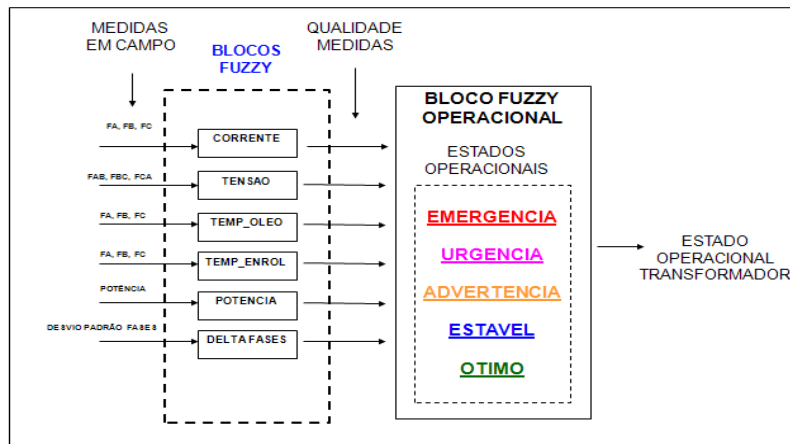 MEDIDAS
EM CAMPO
BLOCOS
FUZZY
QUALIDADE
MEDIDAS
FA, FB, FC
CORRENTE
FAB, FBC, FCA
TENSAO
FA, FB, FC
TEMP_OLEO
FA, FB, FC
TEMP_ENROL
POTÊNCIA
POTENCIA
DESVIO PADRÃO FASES
DELTA FASES
BLOCO FUZZY
OPERACIONAL
ESTADOS
OPERACIONAIS
EMERGENCIA
URGENCIA
ADVERTENCIA
ESTAVEL
OTIMO
ESTADO
OPERACIONAL
TRANSFORMADOR